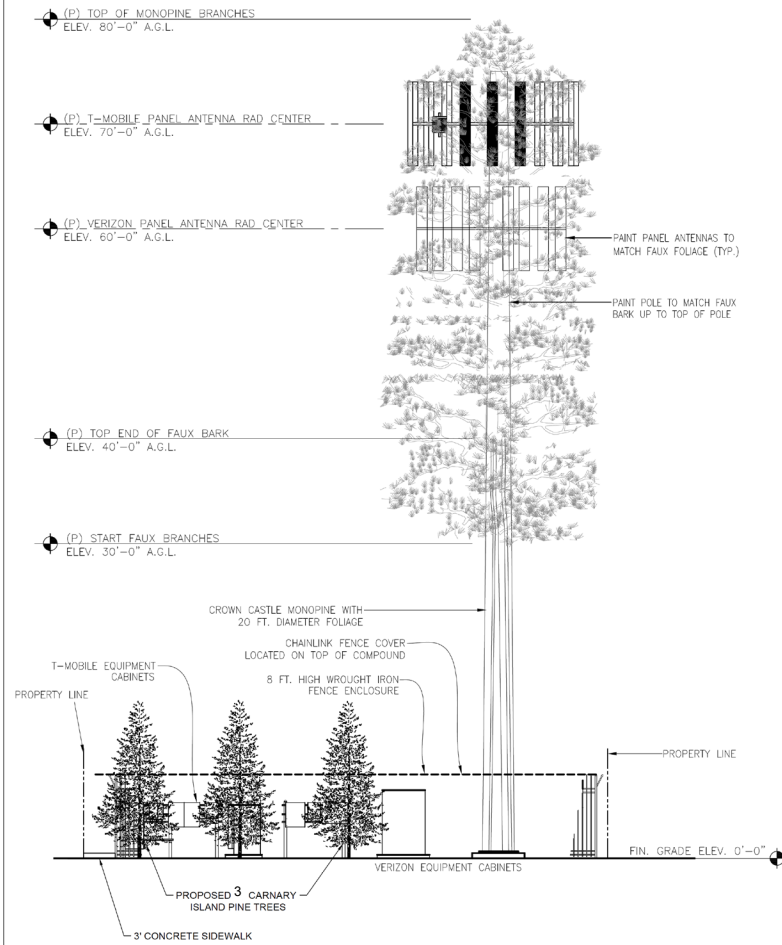 (P) TOP OF MONOPINE BRANCHES
ELEV. 80'-0" A.G.L.
(P) T-MOBILE PANEL ANTENNA RAD CENTER
ELEV. 70'-0" A.G.L.
(P) VERIZON PANEL ANTENNA RAD CENTER
ELEV. 60'-0" A.G.L.
PAINT PANEL ANTENNAS TO
MATCH FAUX FOLIAGE (TYP.)
PAINT POLE TO MATCH FAUX
BARK UP TO TOP OF POLE
(P) TOP END OF FAUX BARK
ELEV. 40'-0" A.G.L.
(P) START FAUX BRANCHES
ELEV. 30'-0" A.G.L.
CROWN CASTLE MONOPINE WITH
20 FT. DIAMETER FOLIAGE
CHAINLINK FENCE COVER
LOCATED ON TOP OF COMPOUND
T-MOBILE EQUIPMENT
CABINETS
8 FT. HIGH WROUGHT IRON
FENCE ENCLOSURE
PROPERTY LINE
PROPERTY LINE
FIN. GRADE ELEV. 0'-0"
VERIZON EQUIPMENT CABINETS
PROPOSED 3 CARNARY
ISLAND PINE TREES
3' CONCRETE SIDEWALK